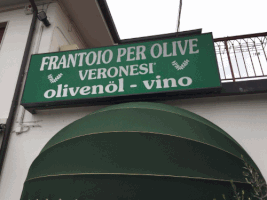 FRANTOIO PER OLIVE
VERONESI
olivenöl - vino